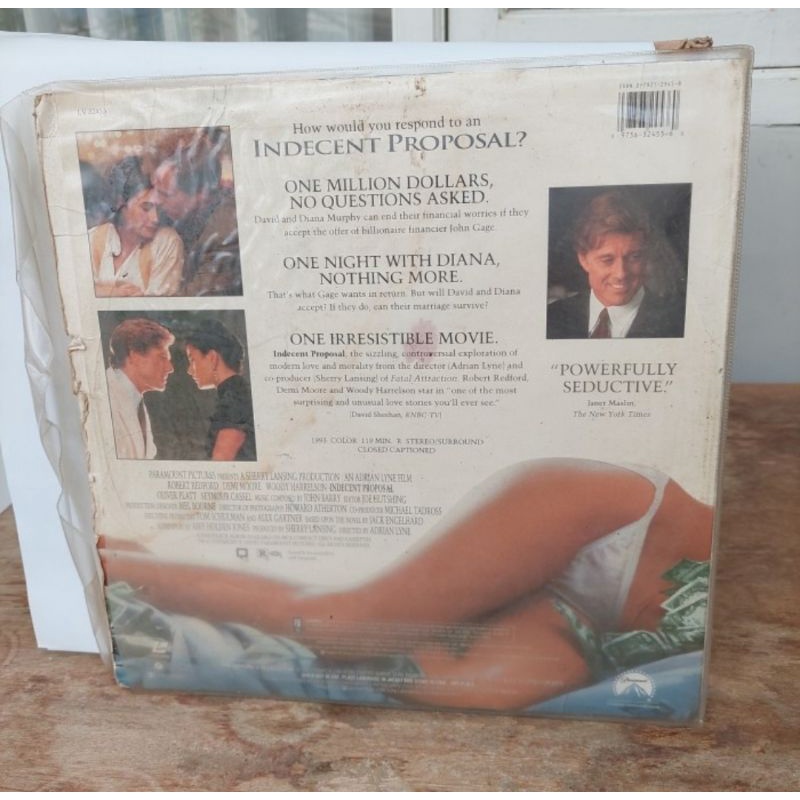 LV 32453
How would you respond to an
INDECENT PROPOSAL?
ONE MILLION DOLLARS,
NO QUESTIONS ASKED.
David and Diana Murphy can end their financial worries if they
accept the offer of billionaire financier John Gage.
ONE NIGHT WITH DIANA,
NOTHING MORE.
That's what Gage wants in return. But will David and Diana
accept? If they do, can their marriage survive?
ONE IRRESISTIBLE MOVIE.
Indecent Proposal, the sizzling, controversial exploration of
modern love and morality from the director (Adrian Lyne) and
co-producer (Sherry Lansing) of Fatal Attraction. Robert Redford,
Demi Moore and Woody Harrelson star in "one of the most
surprising and unusual love stories you'll ever see."
(David Sheehan, KNBC-TV)
"POWERFULLY
SEDUCTIVE."
Janet Maslin,
The New York Times
1993 COLOR 119 MIN. R STEREO/SURROUND
CLOSED CAPTIONED
PARAMOUNT PICTURES PRESENTS A SHERRY LANSING PRODUCTION AN ADRIAN LYNE FILM
ROBERT REDFORD DEMI MOORE WOODY HARRELSON INDECENT PROPOSAL
OLIVER PLATT SEYMOUR CASSEL MUSIC COMPOSED BY JOHN BARRY EDITOR JOE HUTSHING
PRODUCTION DESIGNER MEL BOURNE DIRECTOR OF PHOTOGRAPHY HOWARD ATHERTON CO-PRODUCER MICHAEL TADROSS
EXECUTIVE PRODUCERS TOM SCHULMAN AND ALEX GARTNER BASED UPON THE NOVEL BY JACK ENGELHARD
SCREENPLAY BY AMY HOLDEN JONES PRODUCED BY SHERRY LANSING DIRECTED BY ADRIAN LYNE
R
Paramount